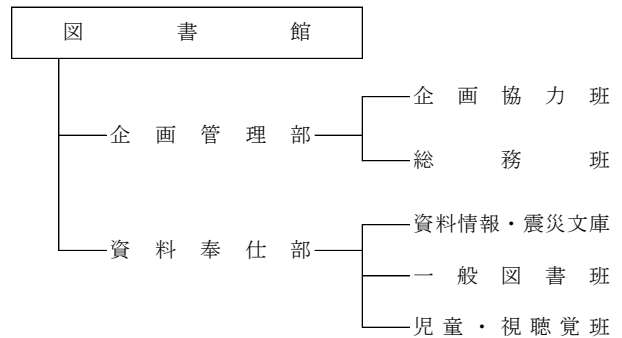 図書館
企画管理部
企画協力班
総務班
資料奉仕部
資料情報・震災文庫
一般図書班
児童・視聴覚班